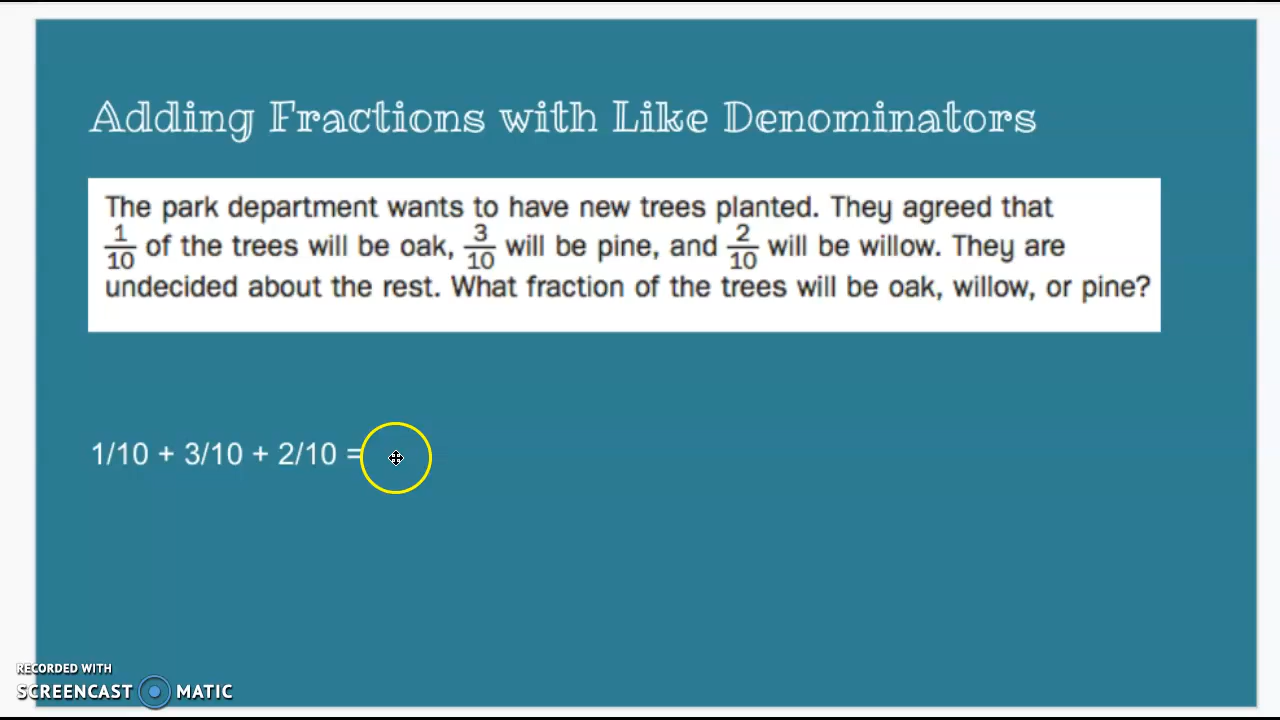 Adding Fractions with Like Denominators
The park department wants to have new trees planted. They agreed that
1/10 of the trees will be oak, 3/10 will be pine, and 2/10 will be willow. They are
undecided about the rest. What fraction of the trees will be oak, willow, or pine?
1/10 + 3/10 + 2/10 =
RECORDED WITH
SCREENCAST MATIC